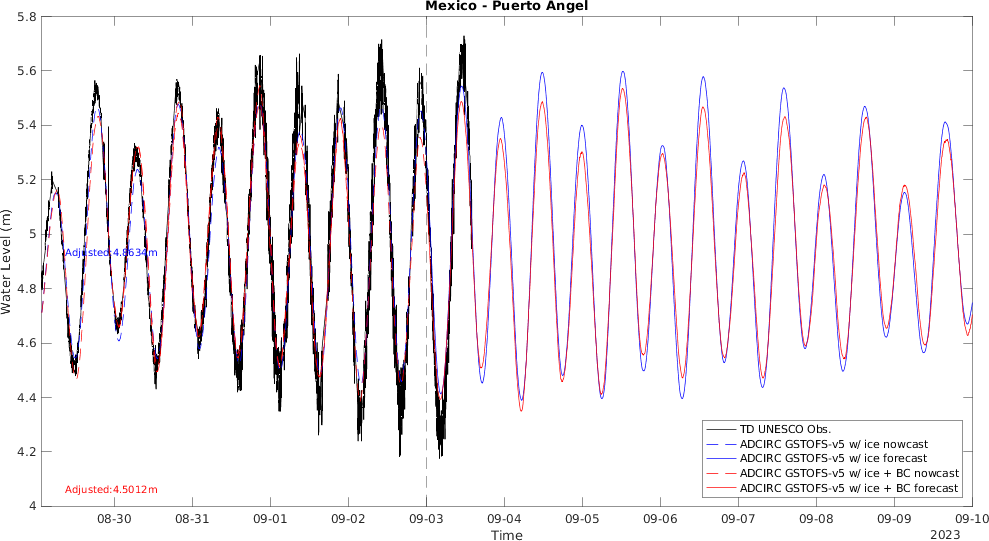 Mexico - Puerto Angel
Water Level (m)
5.8
5.6
5.4
5.2
5
4.8
4.6
4.4
4.2
4
Adjusted:4.8634m
Adjusted:4.5012m
TD UNESCO Obs.
ADCIRC GSTOFS-v5 w/ ice nowcast
ADCIRC GSTOFS-v5 w/ ice forecast
ADCIRC GSTOFS-v5 w/ ice + BC nowcast
ADCIRC GSTOFS-v5 w/ ice + BC forecast
08-30 08-31 09-01 09-02 09-03 09-04 09-05 09-06 09-07 09-08 09-09 09-10
Time
2023